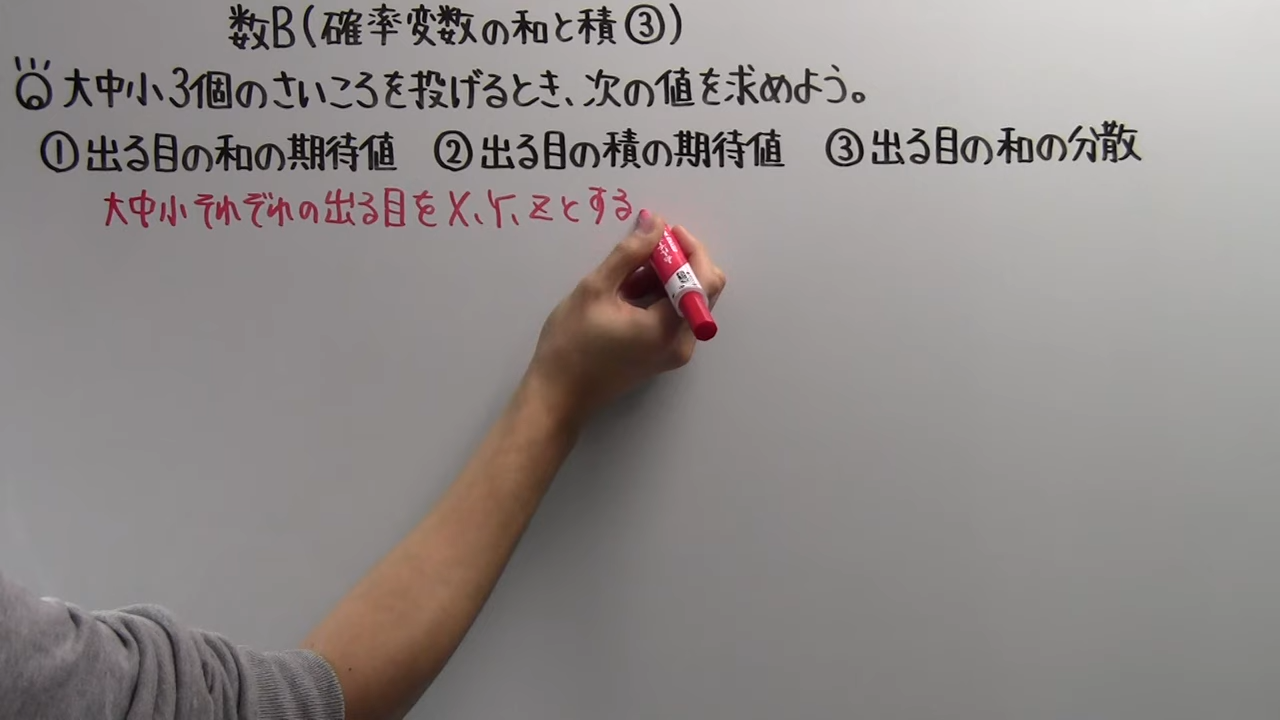 数B(確率変数の和と積③)
大中小3個のさいころを投げるとき、次の値を求めよう。
①出る目の和の期待値 ②出る目の積の期待値 ③出る目の和の分散
大中小それぞれの出る目をX、Y、Zとする